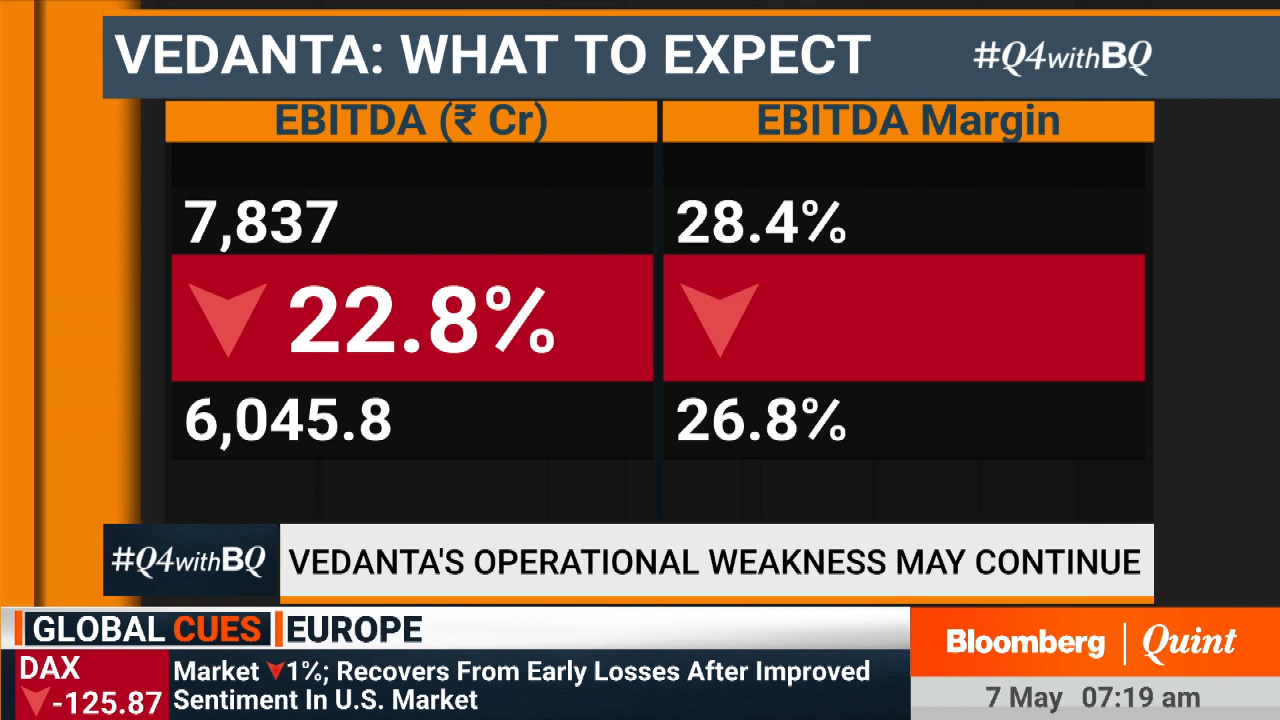 VEDANTA: WHAT TO EXPECT
#Q4withBQ
EBITDA (₹ Cr)
EBITDA Margin
7,837
28.4%
22.8%
6,045.8
26.8%
#Q4withBQ
VEDANTA'S OPERATIONAL WEAKNESS MAY CONTINUE
GLOBAL CUES EUROPE
DAX
-125.87
Market 1%; Recovers From Early Losses After Improved
Sentiment In U.S. Market
Bloomberg | Quint
7 May 07:19 am